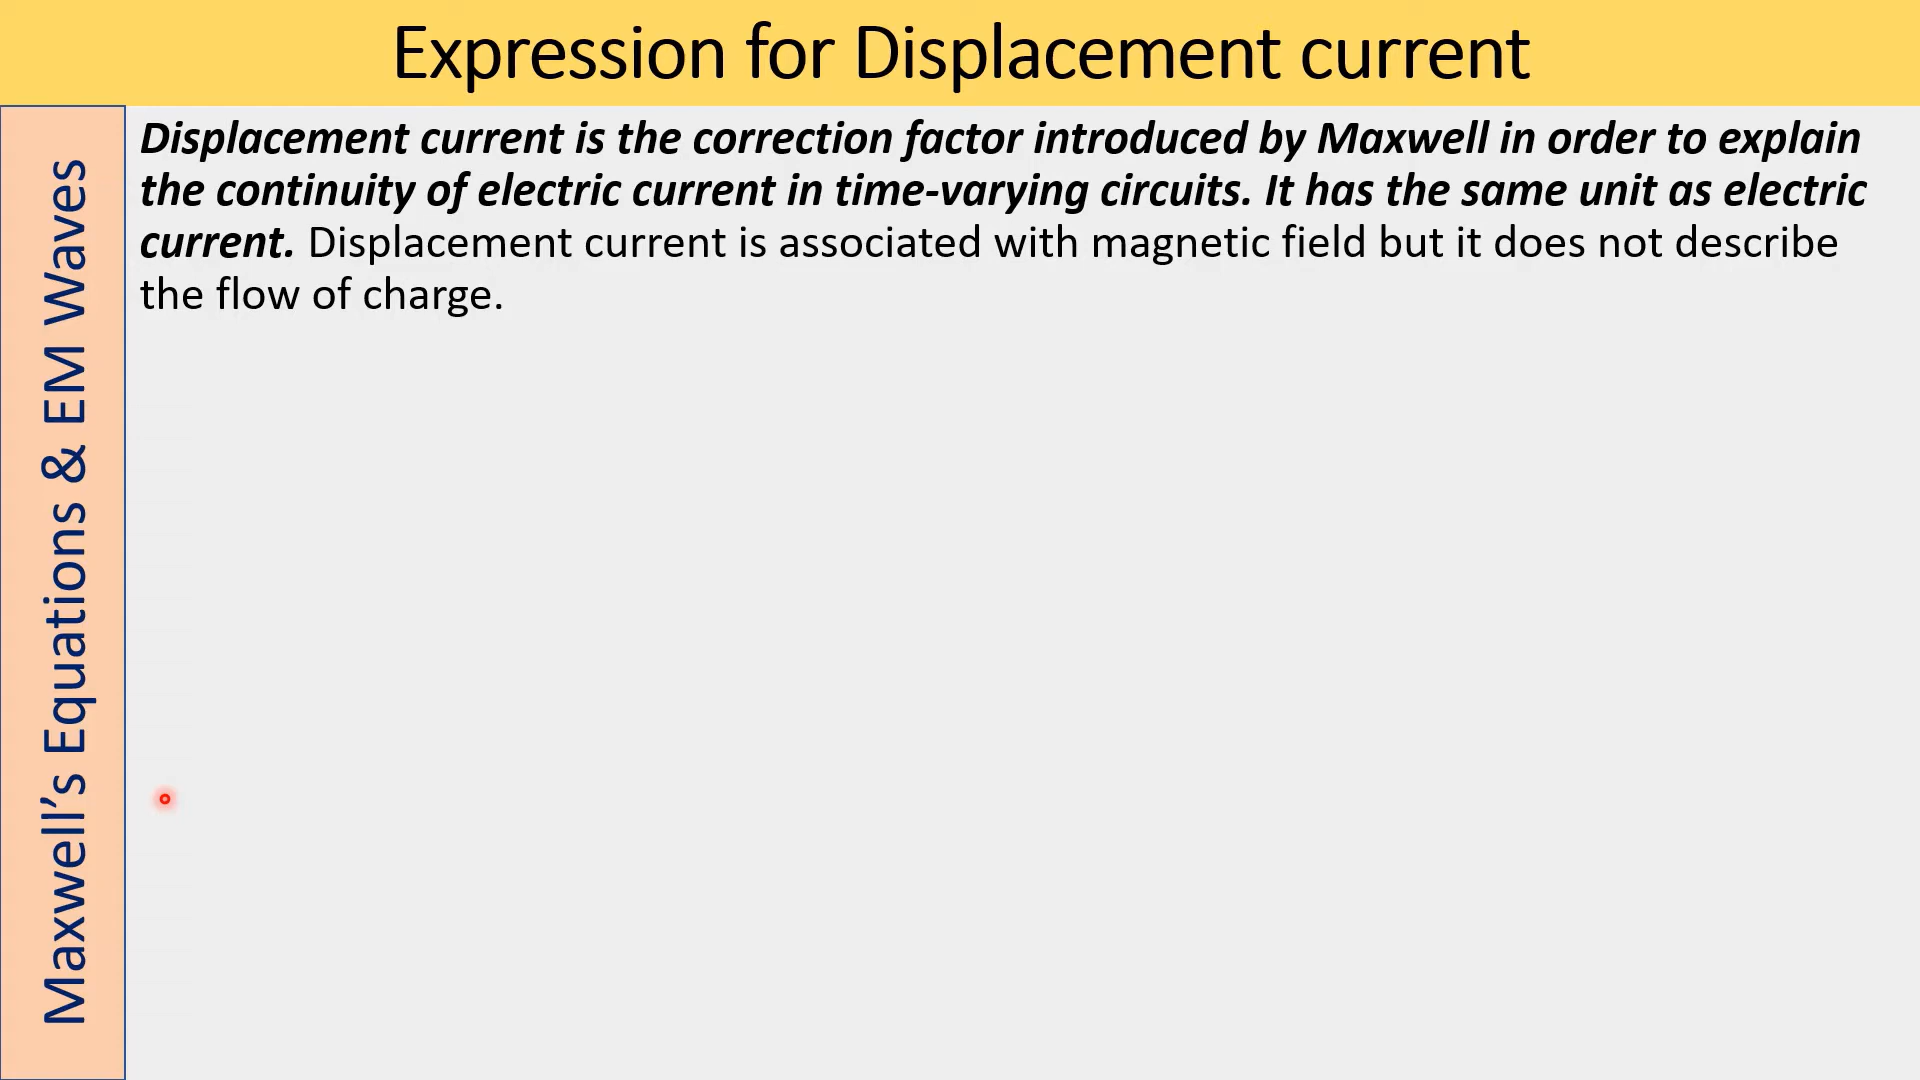 Expression for Displacement current
Maxwell's Equations & EM Waves
Displacement current is the correction factor introduced by Maxwell in order to explain
the continuity of electric current in time-varying circuits. It has the same unit as electric
current. Displacement current is associated with magnetic field but it does not describe
the flow of charge.